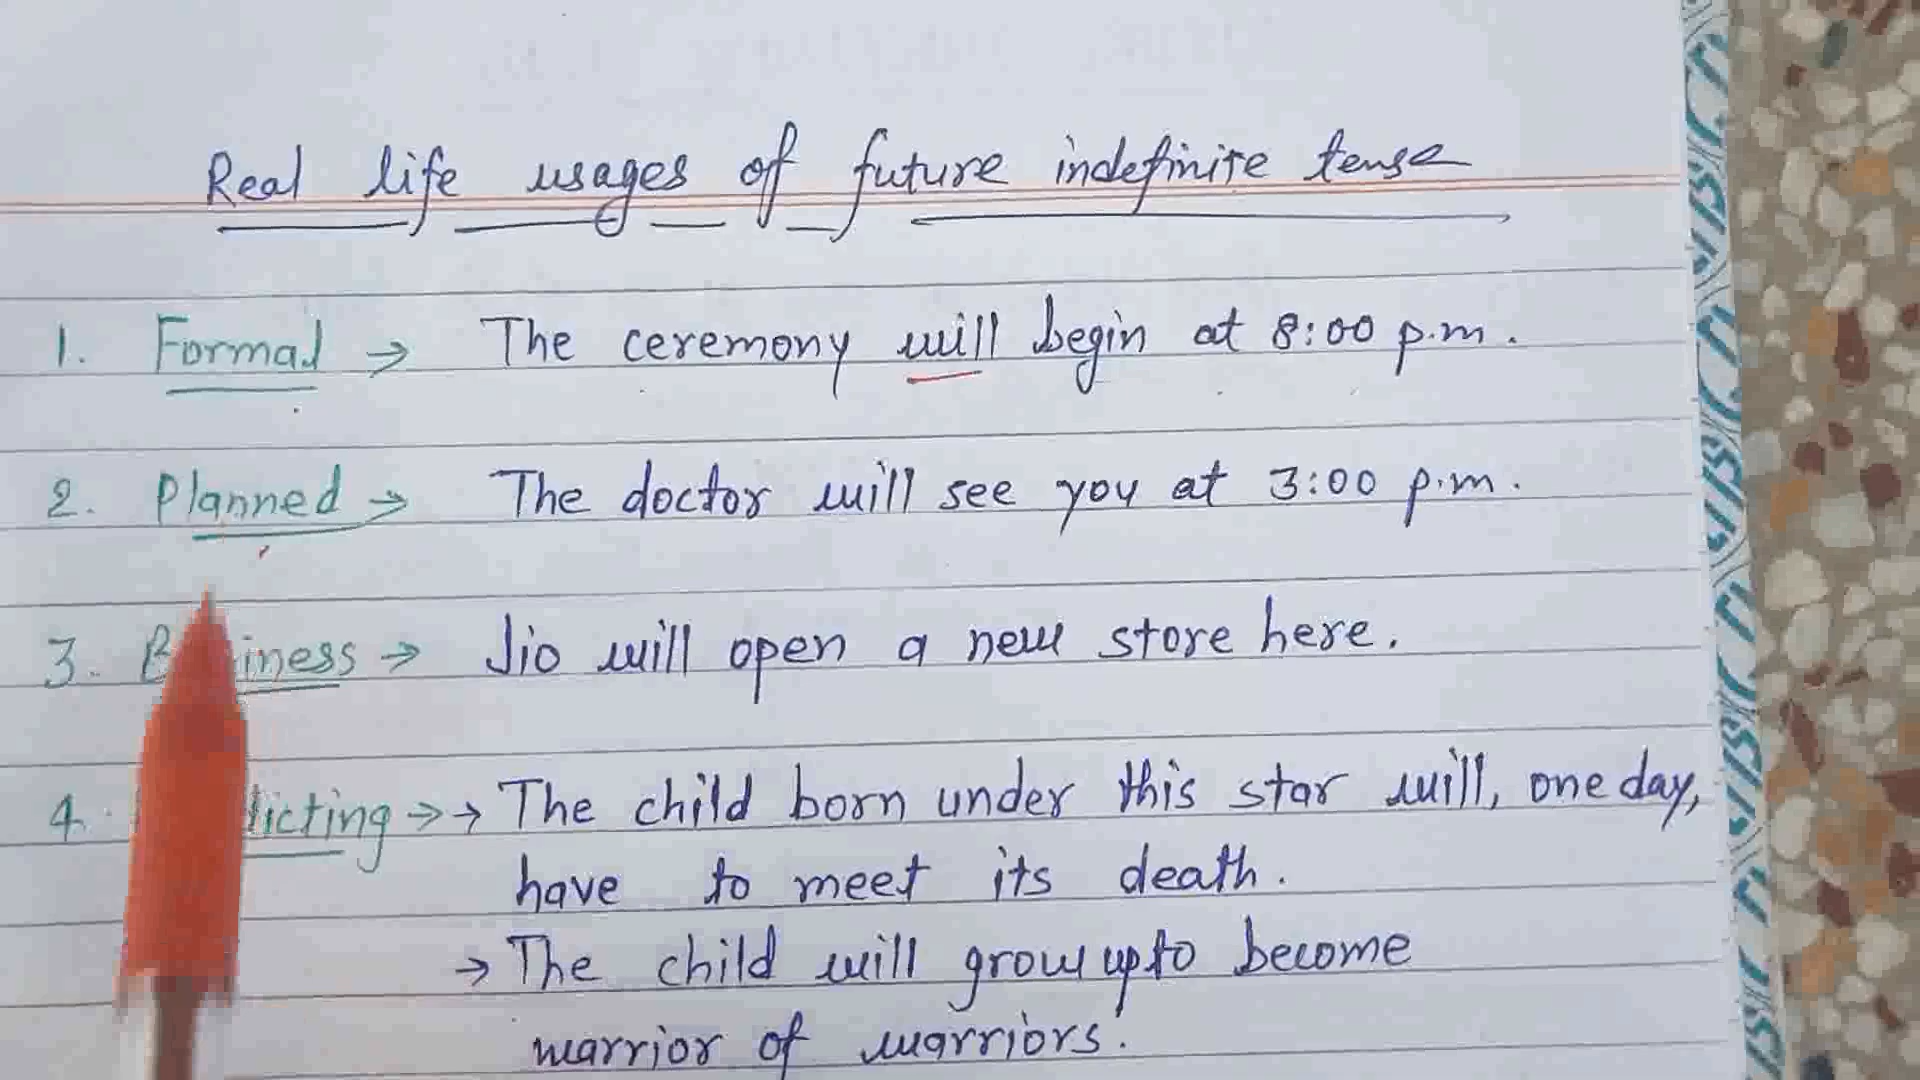 Real life usages of future indefinite tense
1. Formal → The ceremony will begin at 8:00 p.m.
2. Planned → The doctor will see you at 3:00 p.m.
3. → Jio will open a new store here.
4. → → The child born under this star will, one day,
have to meet its death.
→ The child will grow up to become
warrior of warriors.